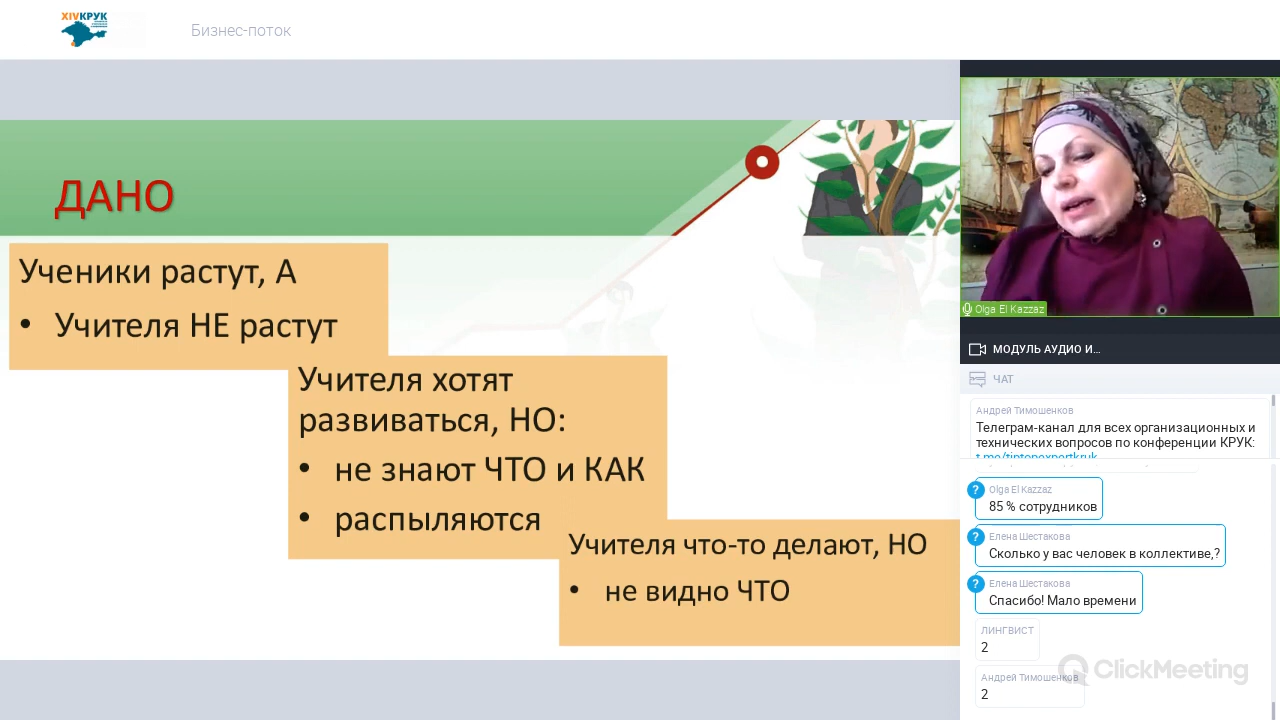 XIVКРУК
Бизнес-поток
ДАНО
Ученики растут, А
• Учителя НЕ растут
Учителя хотят
развиваться, НО:
• не знают ЧТО и КАК
• распыляются
Учителя что-то делают, НО
• не видно ЧТО
Olga El Kazzaz
МОДУЛЬ АУДИО И...
ЧАТ
Андрей Тимошенков
Телеграм-канал для всех организационных и
технических вопросов по конференции КРУК:
t.me/tiptopexpertkruk
?
Olga El Kazzaz
85 % сотрудников
?
Елена Шестакова
Сколько у вас человек в коллективе,?
?
Елена Шестакова
Спасибо! Мало времени
ЛИНГВИСТ
2
Андрей Тимошенков
2
ClickMeeting